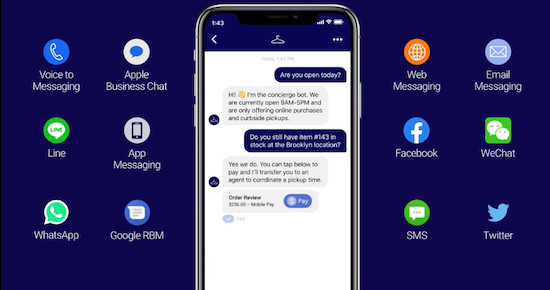 1:43
Today, 1:43 PM
Are you open today?
Hi! 👋 I'm the concierge bot. We
are currently open 9AM-5PM and
are only offering online purchases
and curbside pickups.
Do you still have item #143 in
stock at the Brooklyn location?
Yes we do. You can tap below to
pay and I'll transfer you to an
agent to corrdinate a pickup time.
Order Review
$256.00 - Mobile Pay
Pay
Voice to
Messaging
Apple
Business Chat
LINE
Line
App
Messaging
WhatsApp
Google RBM
Web
Messaging
Email
Messaging
Facebook
WeChat
SMS
Twitter